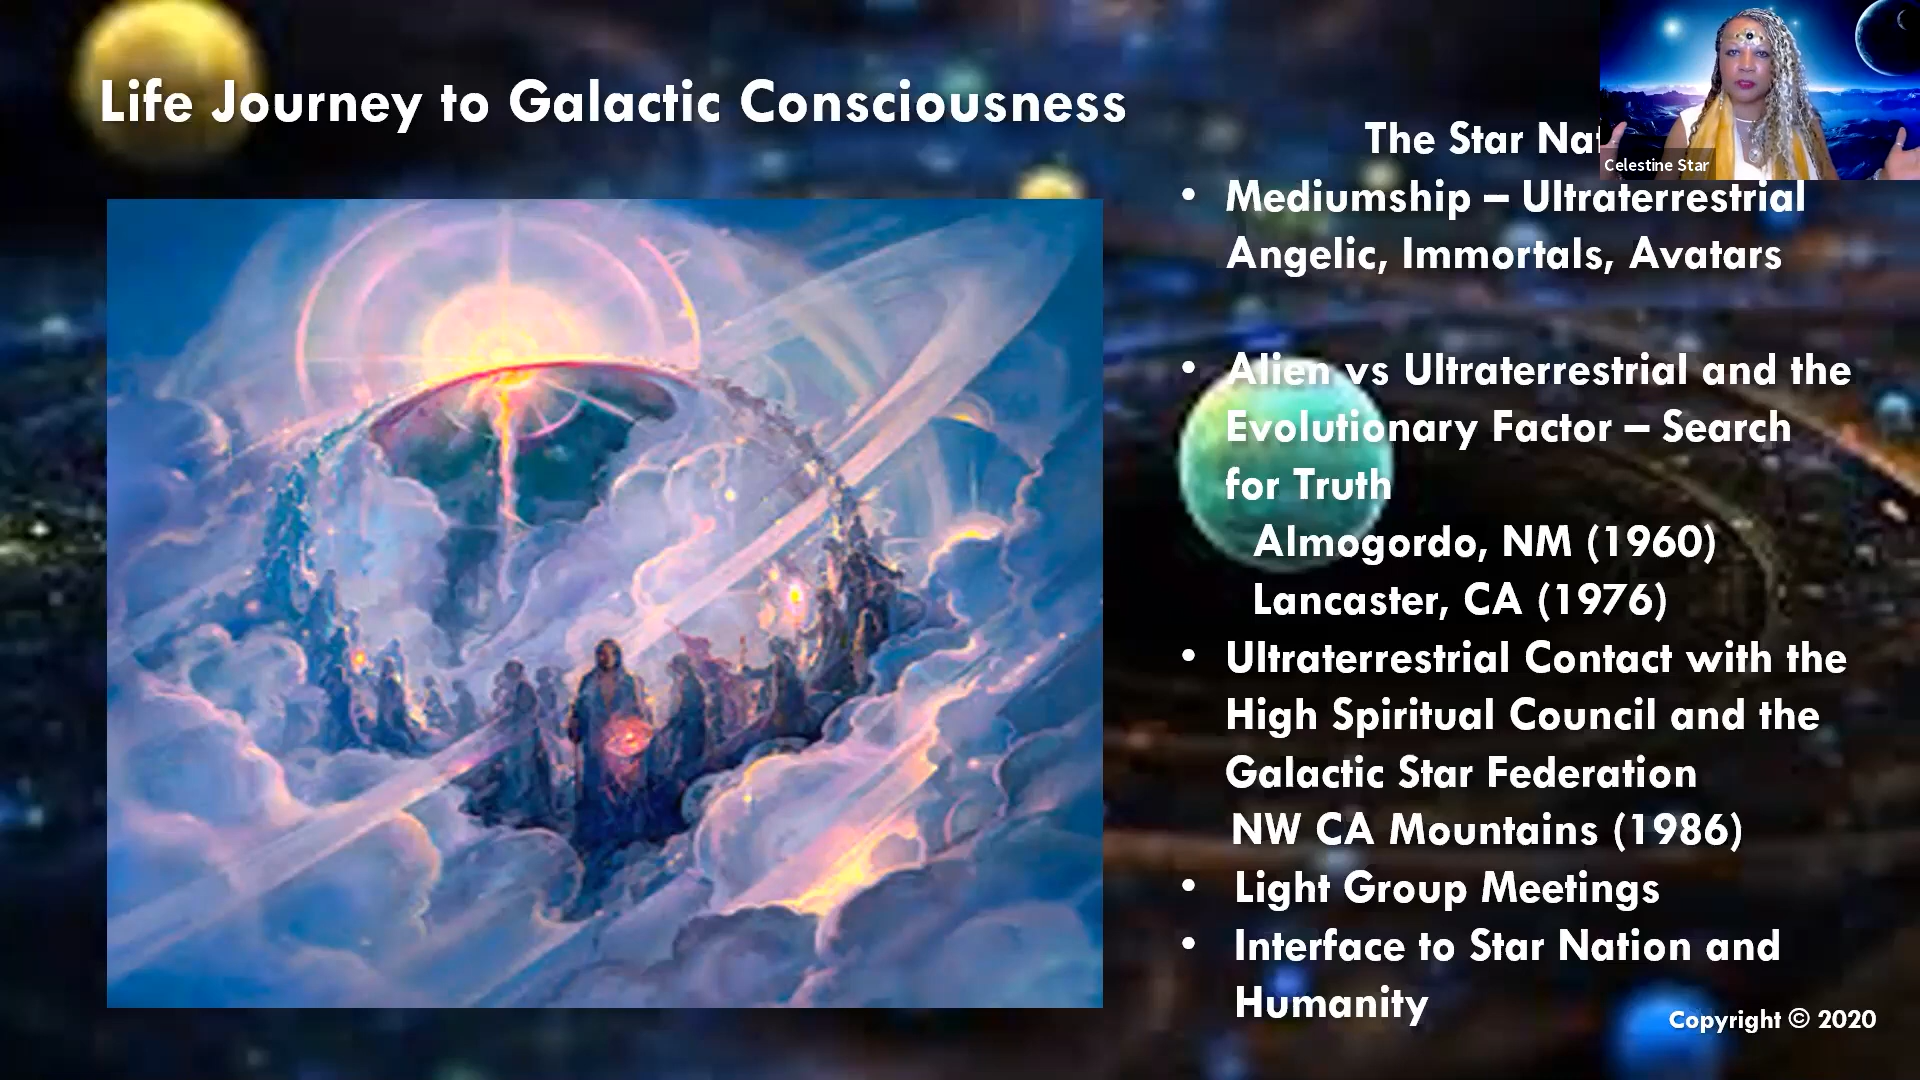 Life Journey to Galactic Consciousness
The Star
Celestine Star
• Mediumship – Ultraterrestrial
Angelic, Immortals, Avatars
• Alien vs Ultraterrestrial and the
Evolutionary Factor – Search
for Truth
Almogordo, NM (1960)
Lancaster, CA (1976)
• Ultraterrestrial Contact with the
High Spiritual Council and the
Galactic Star Federation
NW CA Mountains (1986)
• Light Group Meetings
• Interface to Star Nation and
Humanity
Copyright © 2020